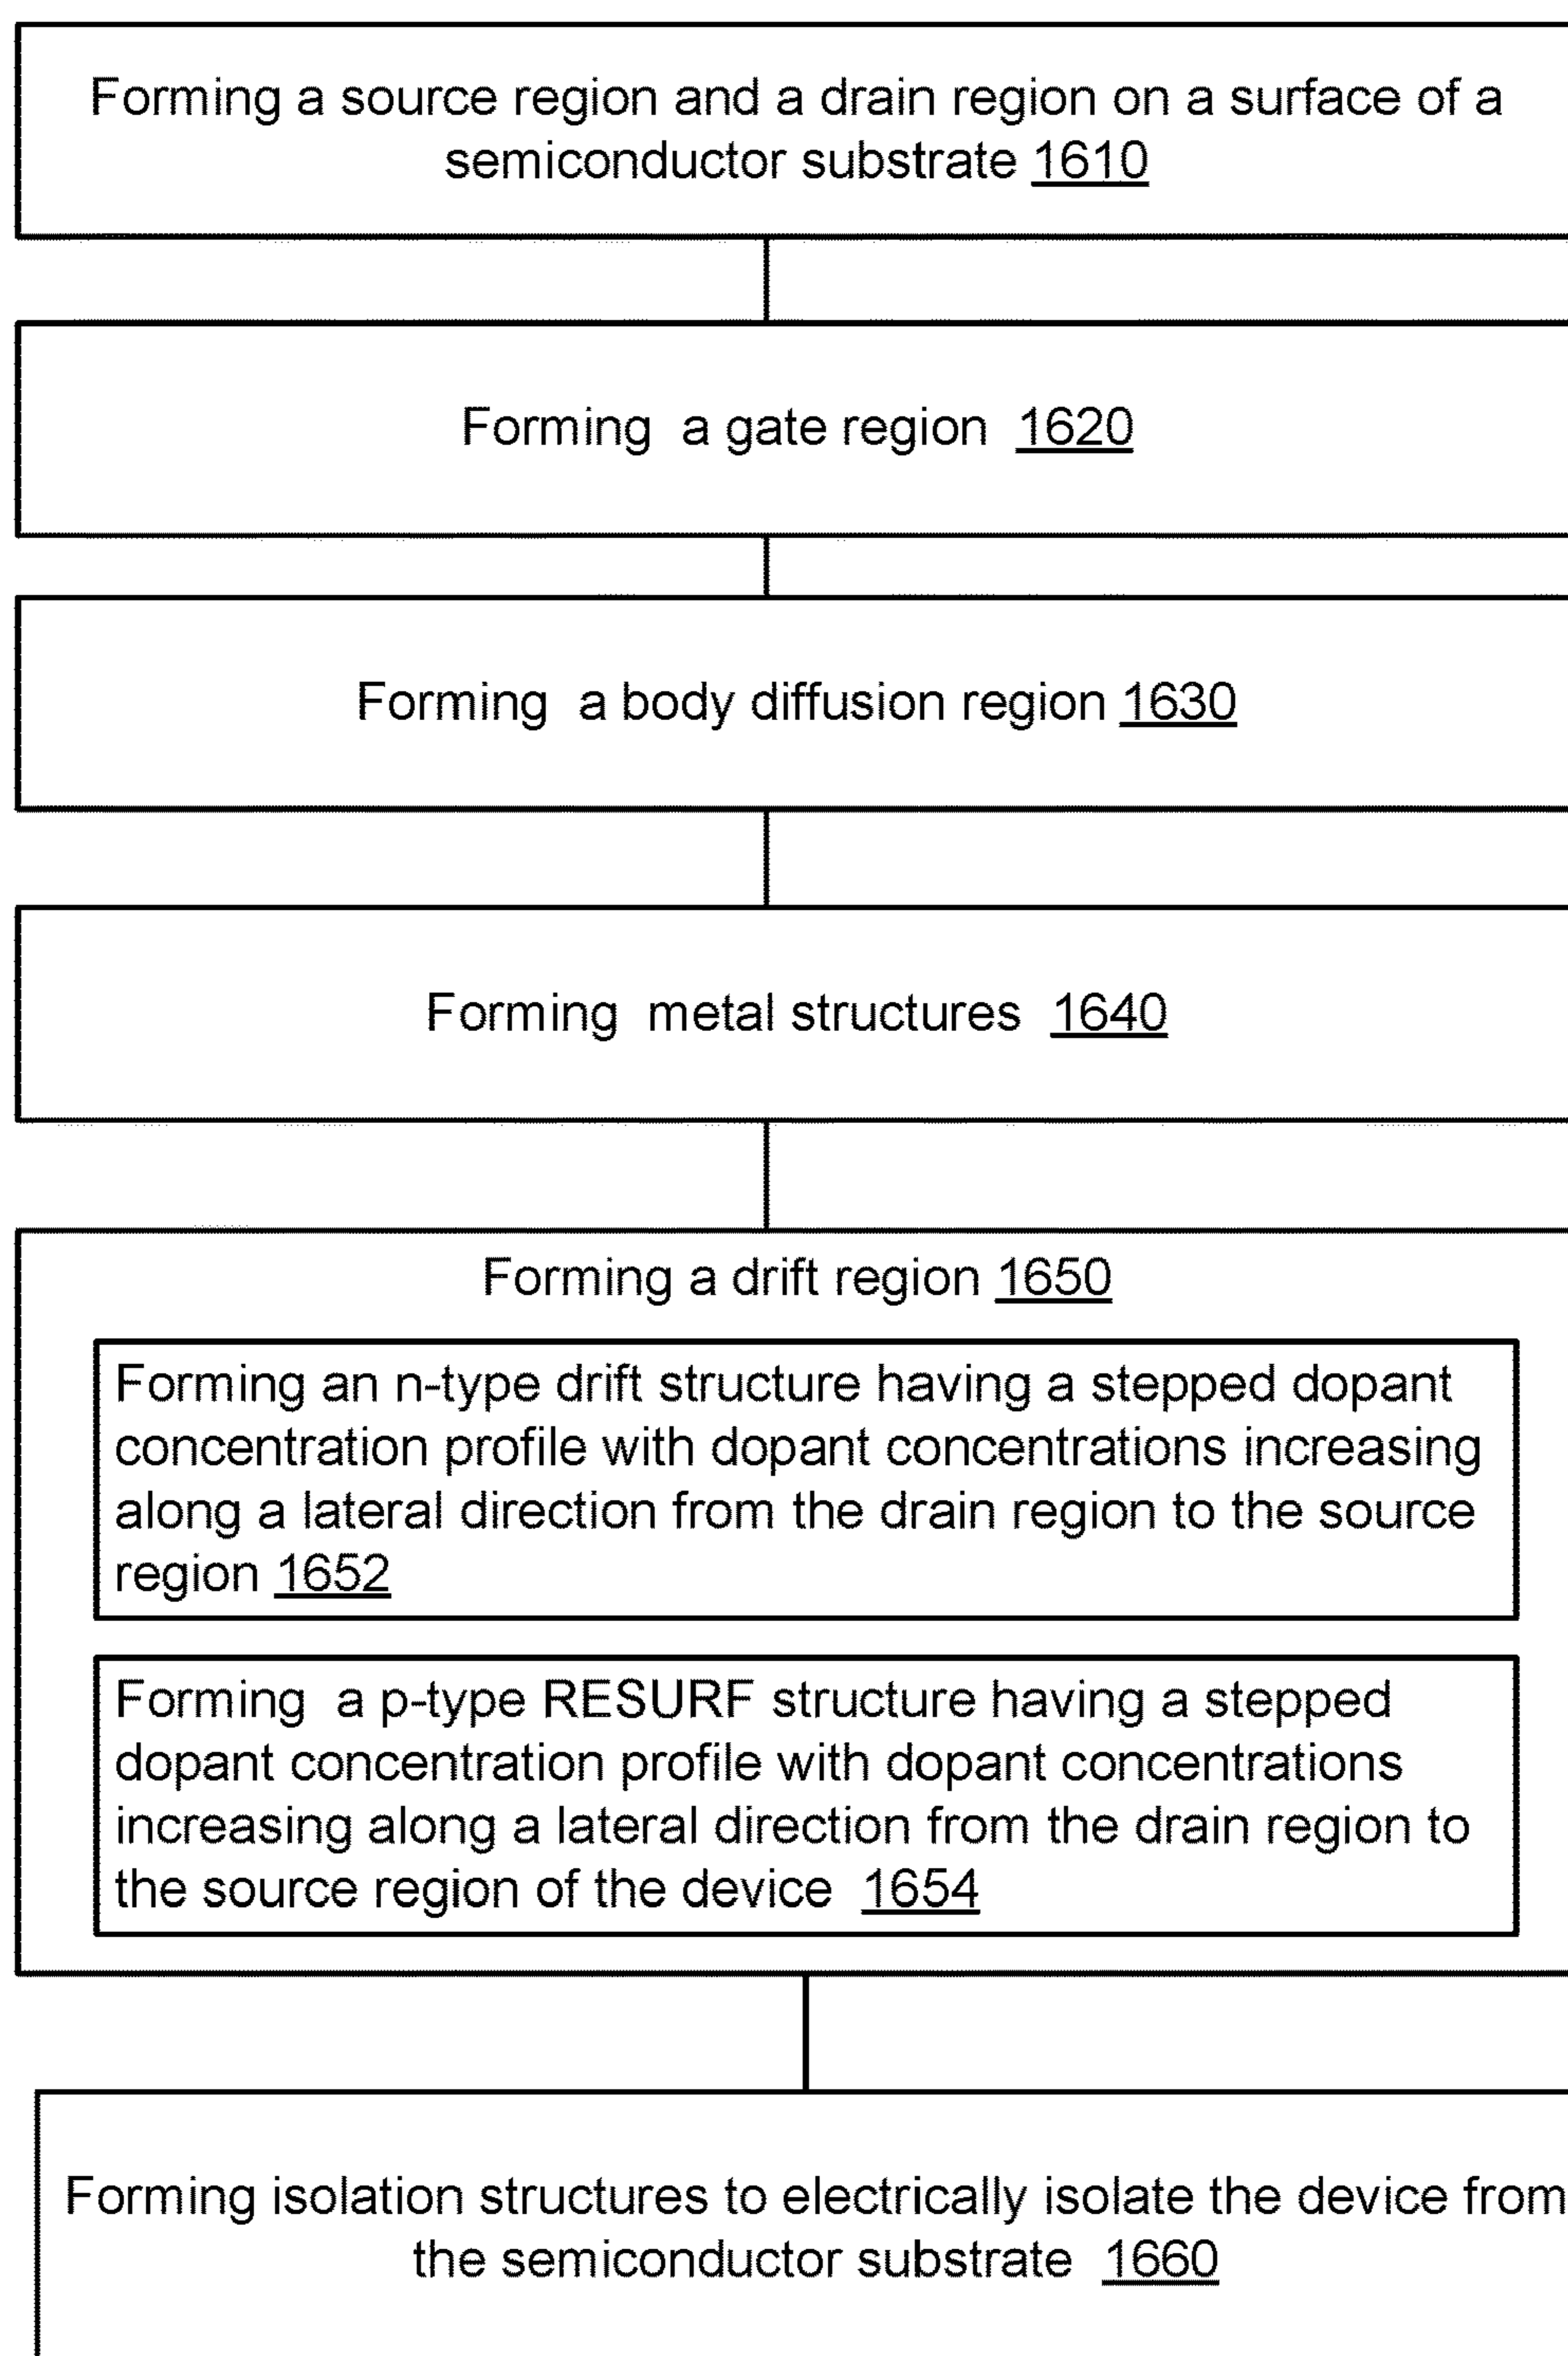 Forming a source region and a drain region on a surface of a
semiconductor substrate 1610
Forming a gate region 1620
Forming a body diffusion region 1630
Forming metal structures 1640
Forming a drift region 1650
Forming an n-type drift structure having a stepped dopant
concentration profile with dopant concentrations increasing
along a lateral direction from the drain region to the source
region 1652
Forming a p-type RESURF structure having a stepped
dopant concentration profile with dopant concentrations
increasing along a lateral direction from the drain region to
the source region of the device 1654
Forming isolation structures to electrically isolate the device from
the semiconductor substrate 1660